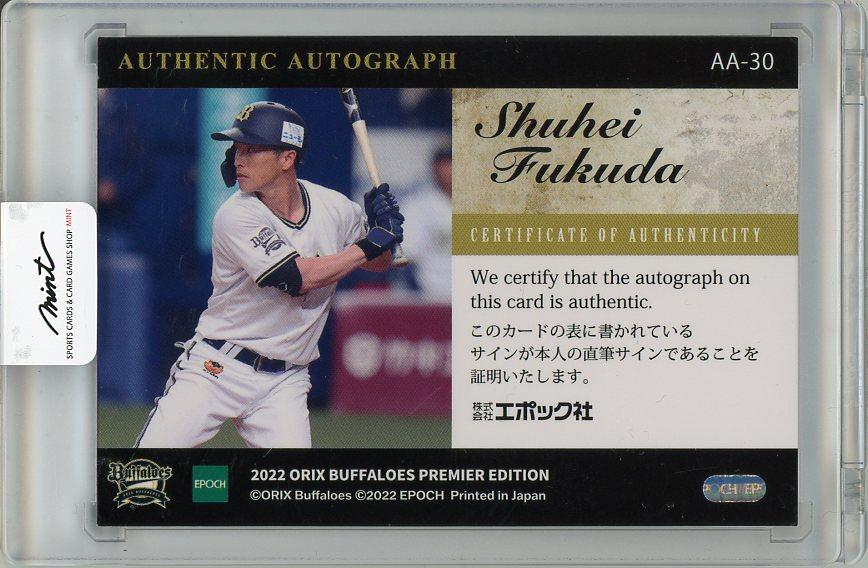 AUTHENTIC AUTOGRAPH
AA-30
Shuhei
Fukuda
CERTIFICATE OF AUTHENTICITY
We certify that the autograph on
this card is authentic.
このカードの表に書かれている
サインが本人の直筆サインであることを
証明いたします。
株式会社エポック社
mint
SPORTS CARDS & CARD GAMES SHOP MINT
B
Buffaloes
Buffaloes
ORIX BUFFALOES
EPOCH
2022 ORIX BUFFALOES PREMIER EDITION
©ORIX Buffaloes ©2022 EPOCH Printed in Japan